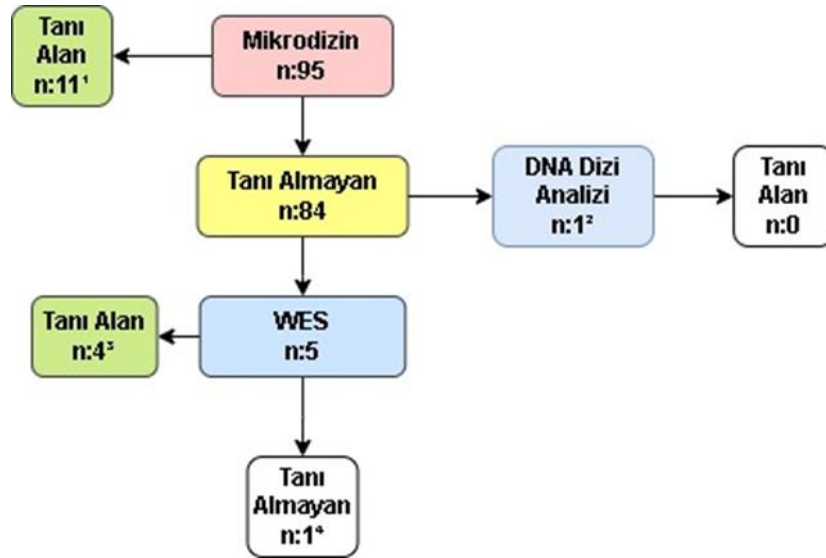 Tanı
Alan
n:11¹
Mikrodizin
n:95
Tanı Almayan
n:84
DNA Dizi
Analizi
n:1²
Tanı
Alan
n:0
Tanı Alan
n:4³
WES
n:5
Tanı
Almayan
n:1⁴